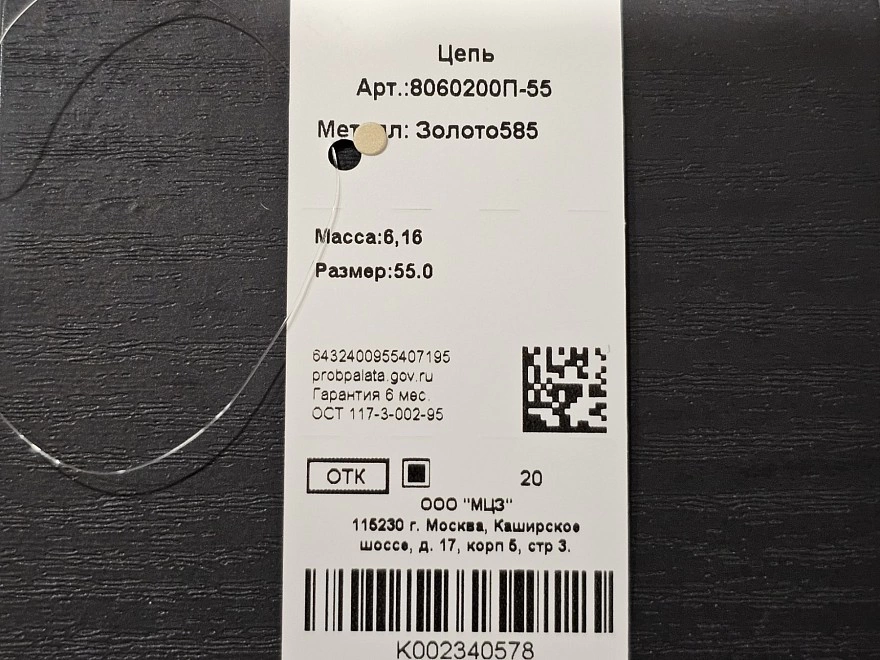 Цепь
Арт.:8060200П-55
Металл: Золото585
Масса:6,16
Размер:55.0
6432400955407195
probpalata.gov.ru
Гарантия 6 мес.
ОСТ 117-3-002-95
ОТК
20
ООО "МЦЗ"
115230 г. Москва, Каширское
шоссе, д. 17, корп 5, стр 3.
K002340578